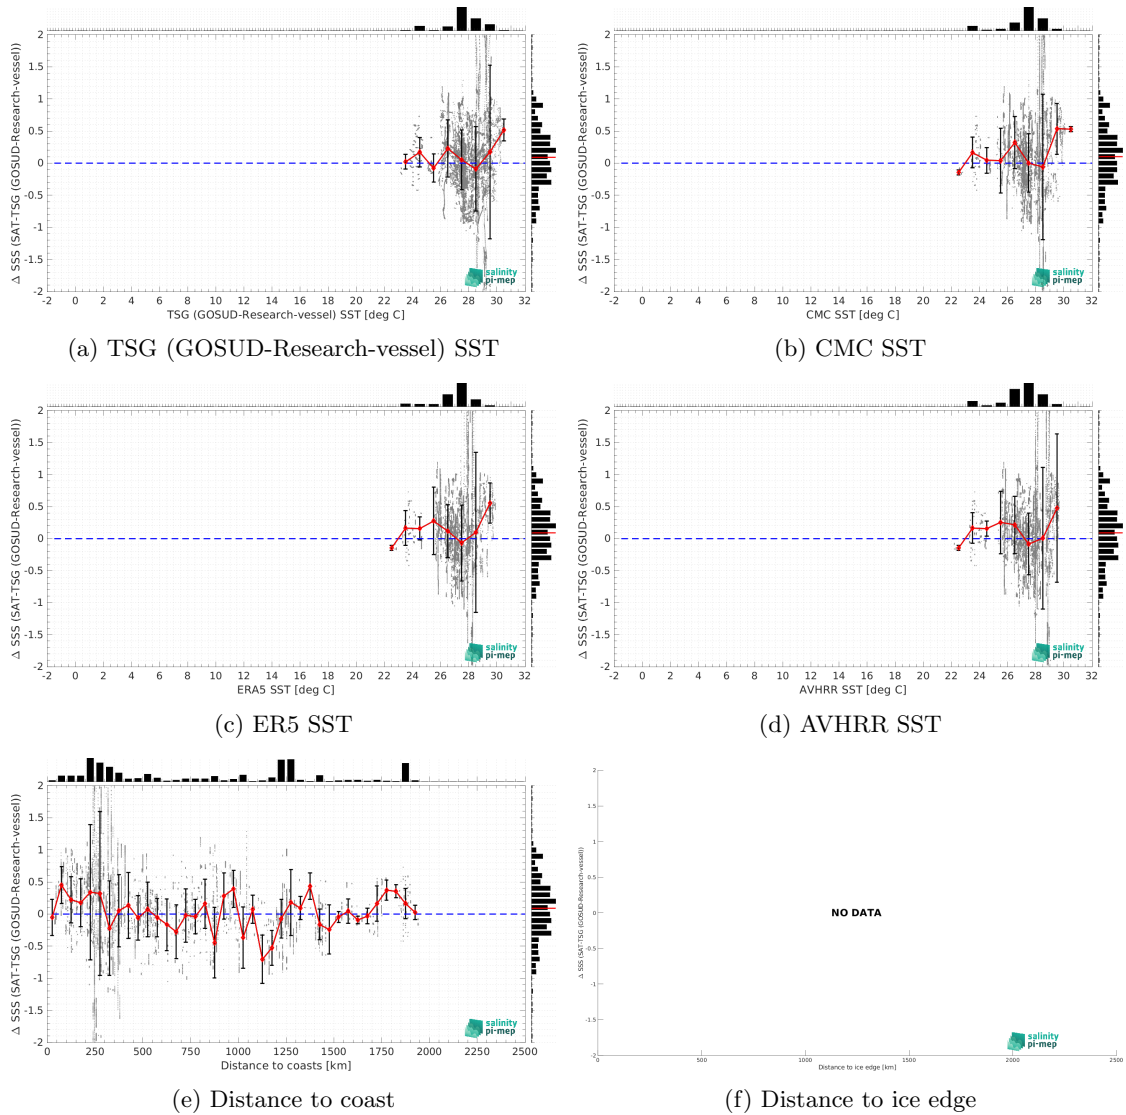 2
1.5
1
0.5
0
-0.5
-1
-1.5
-2
Δ SSS (SAT-TSG (GOSUD-Research-vessel))
-2 0 2 4 6 8 10 12 14 16 18 20 22 24 26 28 30 32
TSG (GOSUD-Research-vessel) SST [deg C]
salinity
pi-mep
(a) TSG (GOSUD-Research-vessel) SST
2
1.5
1
0.5
0
-0.5
-1
-1.5
-2
Δ SSS (SAT-TSG (GOSUD-Research-vessel))
-2 0 2 4 6 8 10 12 14 16 18 20 22 24 26 28 30 32
CMC SST [deg C]
salinity
pi-mep
(b) CMC SST
2
1.5
1
0.5
0
-0.5
-1
-1.5
-2
Δ SSS (SAT-TSG (GOSUD-Research-vessel))
-2 0 2 4 6 8 10 12 14 16 18 20 22 24 26 28 30 32
ERA5 SST [deg C]
salinity
pi-mep
(c) ER5 SST
2
1.5
1
0.5
0
-0.5
-1
-1.5
-2
Δ SSS (SAT-TSG (GOSUD-Research-vessel))
-2 0 2 4 6 8 10 12 14 16 18 20 22 24 26 28 30 32
AVHRR SST [deg C]
salinity
pi-mep
(d) AVHRR SST
2
1.5
1
0.5
0
-0.5
-1
-1.5
-2
Δ SSS (SAT-TSG (GOSUD-Research-vessel))
0 250 500 750 1000 1250 1500 1750 2000 2250 2500
Distance to coasts [km]
salinity
pi-mep
(e) Distance to coast
2
1.5
1
0.5
0
-0.5
-1
-1.5
-2
Δ SSS (SAT-TSG (GOSUD-Research-vessel))
NO DATA
0 500 1000 1500 2000 2500
Distance to ice edge [km]
salinity
pi-mep
(f) Distance to ice edge